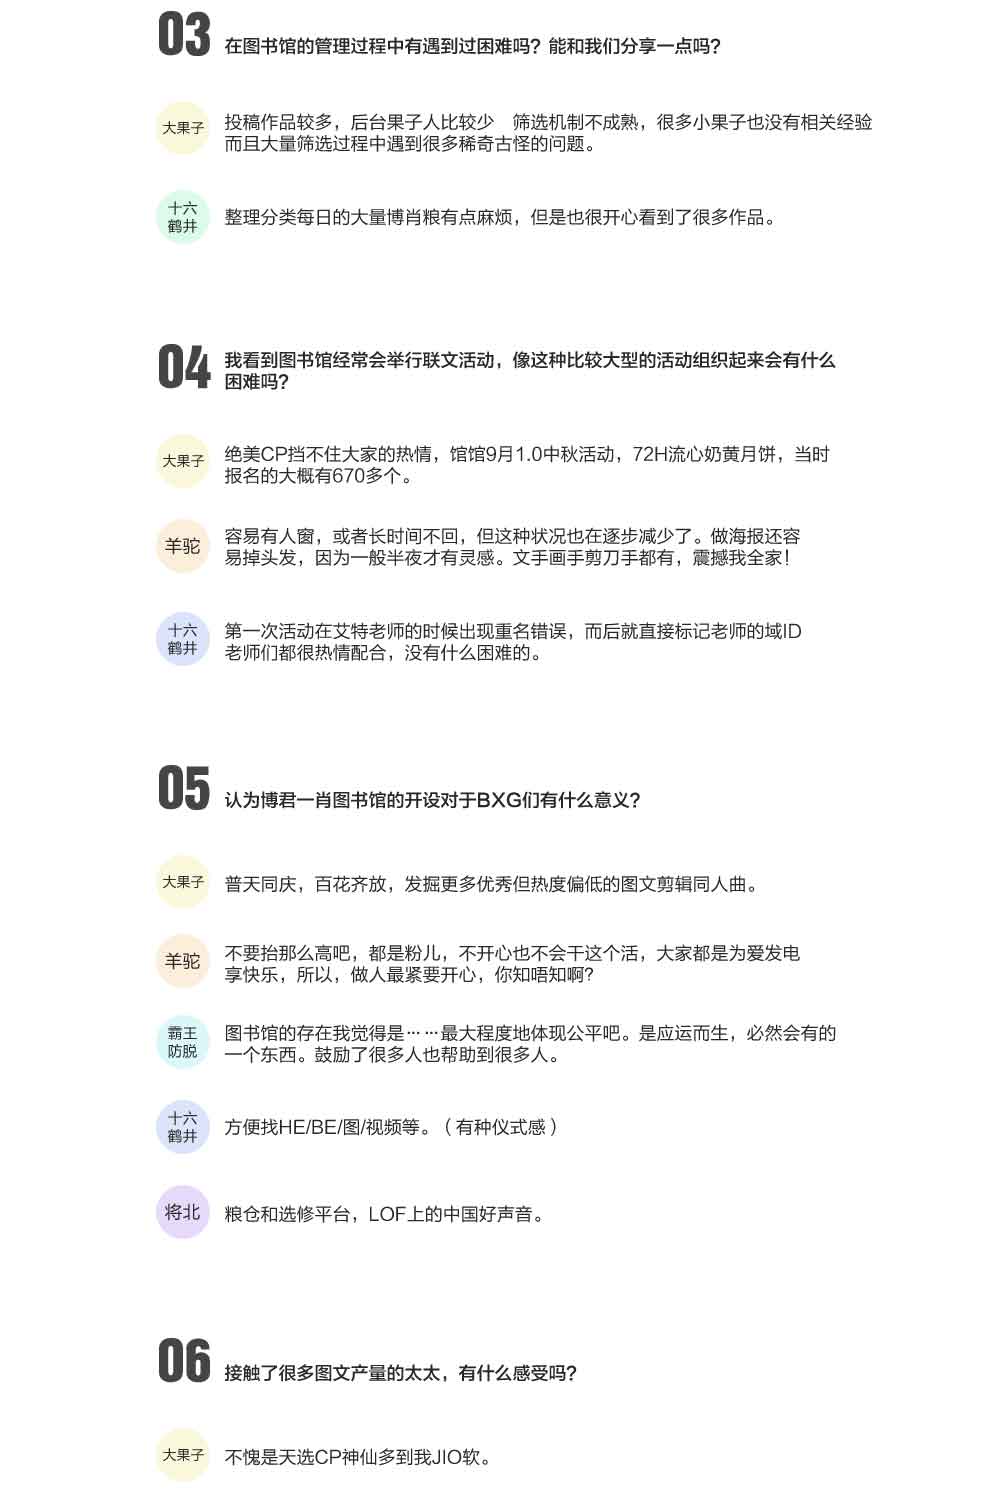 03
在图书馆的管理过程中有遇到过困难吗？能和我们分享一点吗？
大果子
投稿作品较多，后台果子人比较少　筛选机制不成熟，很多小果子也没有相关经验
而且大量筛选过程中遇到很多稀奇古怪的问题。
十六
鹤井
整理分类每日的大量博肖粮有点麻烦，但是也很开心看到了很多作品。
04
我看到图书馆经常会举行联文活动，像这种比较大型的活动组织起来会有什么
困难吗？
大果子
绝美CP挡不住大家的热情，馆馆9月1.0中秋活动，72H流心奶黄月饼，当时
报名的大概有670多个。
羊驼
容易有人窗，或者长时间不回，但这种状况也在逐步减少了。做海报还容
易掉头发，因为一般半夜才有灵感。文手画手剪刀手都有，震撼我全家！
十六
鹤井
第一次活动在艾特老师的时候出现重名错误，而后就直接标记老师的域ID
老师们都很热情配合，没有什么困难的。
05
认为博君一肖图书馆的开设对于BXG们有什么意义？
大果子
普天同庆，百花齐放，发掘更多优秀但热度偏低的图文剪辑同人曲。
羊驼
不要抬那么高吧，都是粉儿，不开心也不会干这个活，大家都是为爱发电
享快乐，所以，做人最紧要开心，你知唔知啊？
霸王
防脱
图书馆的存在我觉得是……最大程度地体现公平吧。是应运而生，必然会有的
一个东西。鼓励了很多人也帮助到很多人。
十六
鹤井
方便找HE/BE/图/视频等。（有种仪式感）
将北
粮仓和选修平台，LOF上的中国好声音。
06
接触了很多图文产量的太太，有什么感受吗？
大果子
不愧是天选CP神仙多到我JIO软。